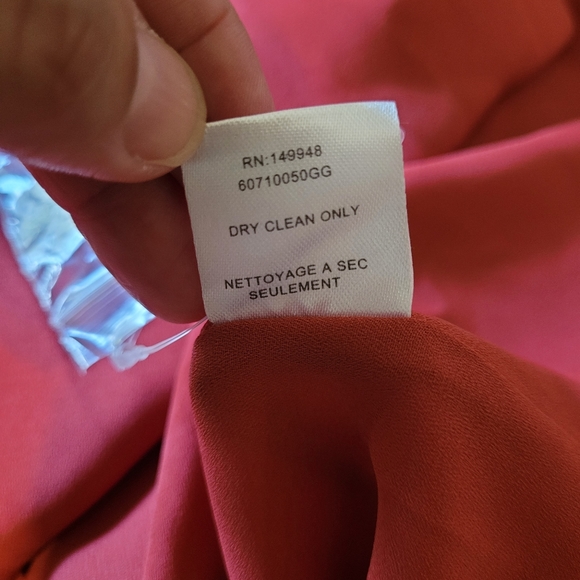 RN:149948
60710050GG
DRY CLEAN ONLY
NETTOYAGE A SEC
SEULEMENT